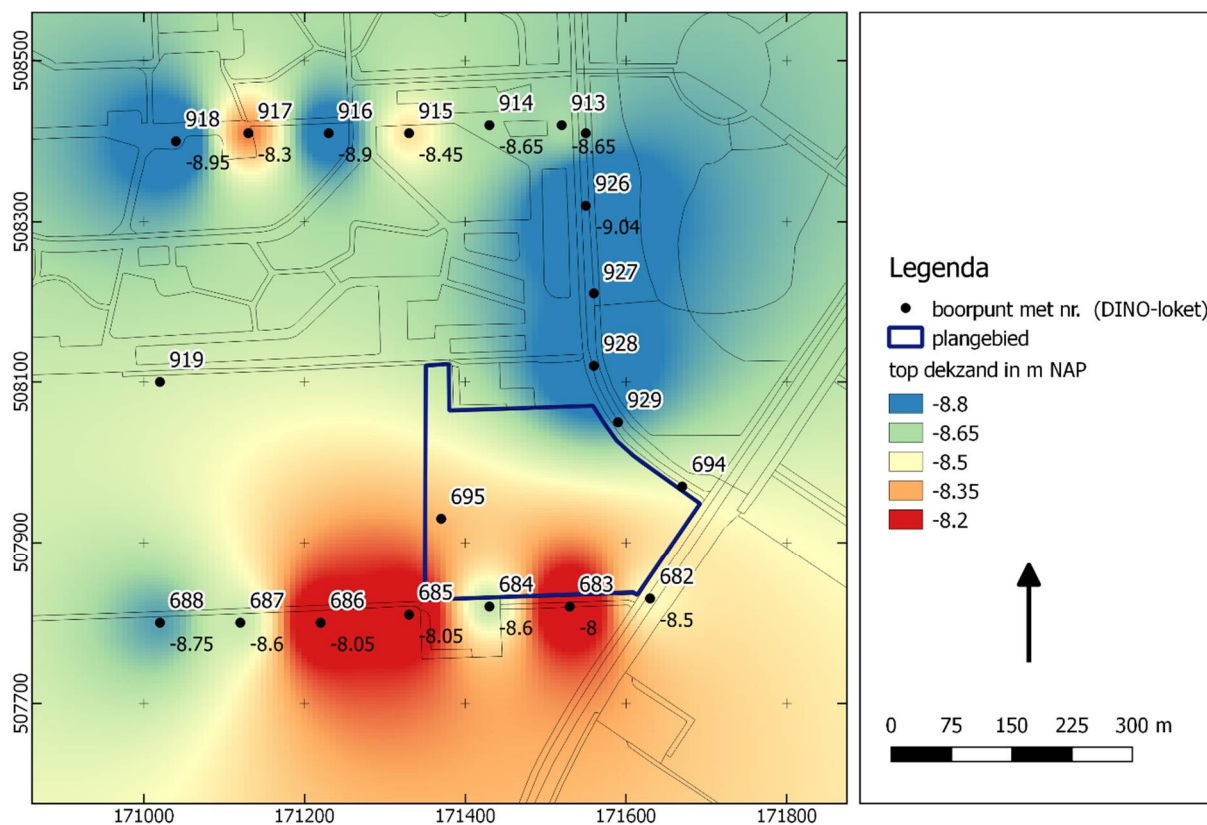 508500
508300
508100
507900
507700
918 917 916 915 914 913
-8.95 -8.3 -8.9 -8.45 -8.65 -8.65
926
-9.04
927
928
919
929
694
695
688 687 686 685 684 683 682
-8.75 -8.6 -8.05 -8.05 -8.6 -8 -8.5
171000 171200 171400 171600 171800
Legenda
boorpunt met nr. (DINO-loket)
plangebied
top dekzand in m NAP
-8.8
-8.65
-8.5
-8.35
-8.2
0 75 150 225 300 m